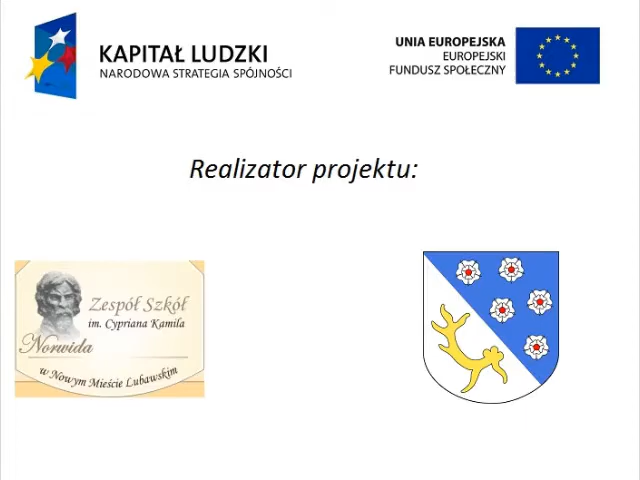 KAPITAŁ LUDZKI
NARODOWA STRATEGIA SPÓJNOŚCI
UNIA EUROPEJSKA
EUROPEJSKI
FUNDUSZ SPOŁECZNY
Realizator projektu:
Zespół Szkół
im. Cypriana Kamila
Norwida
w Nowym Mieście Lubawskim